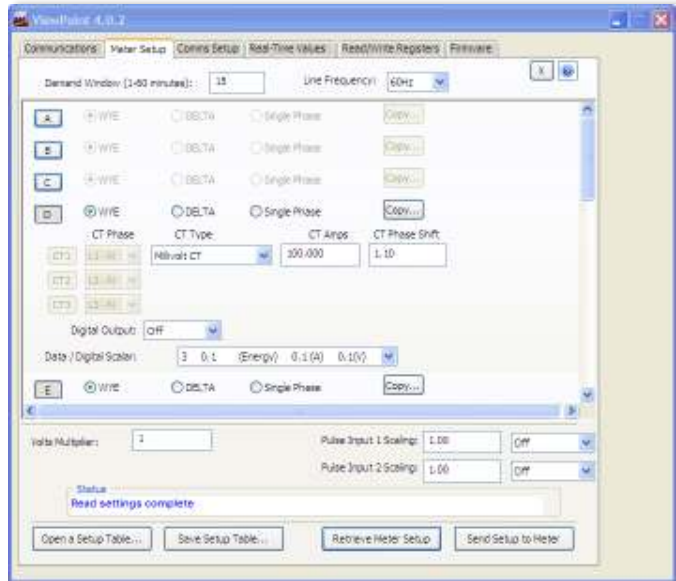 ViewPoint 4.0.2
Communications Meter Setup Comms Setup Real-Time Values Read/Write Registers Firmware
Demand Window (1-60 minutes): 15 Line Frequency: 60Hz X
A WYE DELTA Single Phase Copy...
B WYE DELTA Single Phase Copy...
C WYE DELTA Single Phase Copy...
D WYE DELTA Single Phase Copy...
CT Phase CT Type CT Amps CT Phase Shift
CT1 Millivolt CT 100.000 1.10
CT2
CT3
Digital Output: Off
Data / Digital Scalar: 3 0.1 (Energy) 0.1(A) 0.1(V)
E WYE DELTA Single Phase Copy...
Volts Multiplier: 1 Pulse Input 1 Scaling: 1.00 Off
Pulse Input 2 Scaling: 1.00 Off
Status
Read settings complete
Open a Setup Table... Save Setup Table... Retrieve Meter Setup Send Setup to Meter